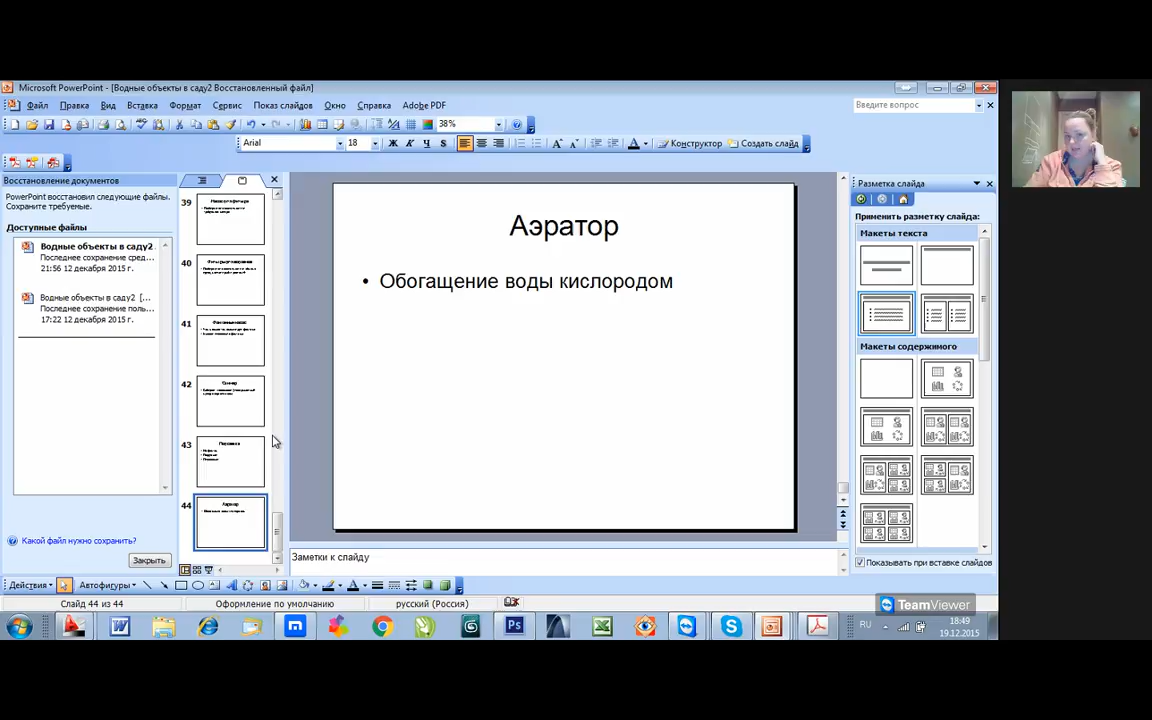 Microsoft PowerPoint - [Водные объекты в саду2 Восстановленный файл]
Файл Правка Вид Вставка Формат Сервис Показ слайдов Окно Справка Adobe PDF
Введите вопрос
38%
Arial 18 Ж К Ч S Конструктор Создать слайд
Восстановление документов
PowerPoint восстановил следующие файлы.
Сохраните требуемые.
Доступные файлы
Водные объекты в саду2
Последнее сохранение сред...
21:56 12 декабря 2015 г.
Водные объекты в саду2 [...
Последнее сохранение поль...
17:22 12 декабря 2015 г.
Какой файл нужно сохранить?
Закрыть
39
40
41
42
43
44
Аэратор
• Обогащение воды кислородом
Заметки к слайду
Разметка слайда
Применить разметку слайда:
Макеты текста
Макеты содержимого
Показывать при вставке слайдов
Действия Автофигуры
Слайд 44 из 44 Оформление по умолчанию русский (Россия)
TeamViewer
RU
18:49
19.12.2015